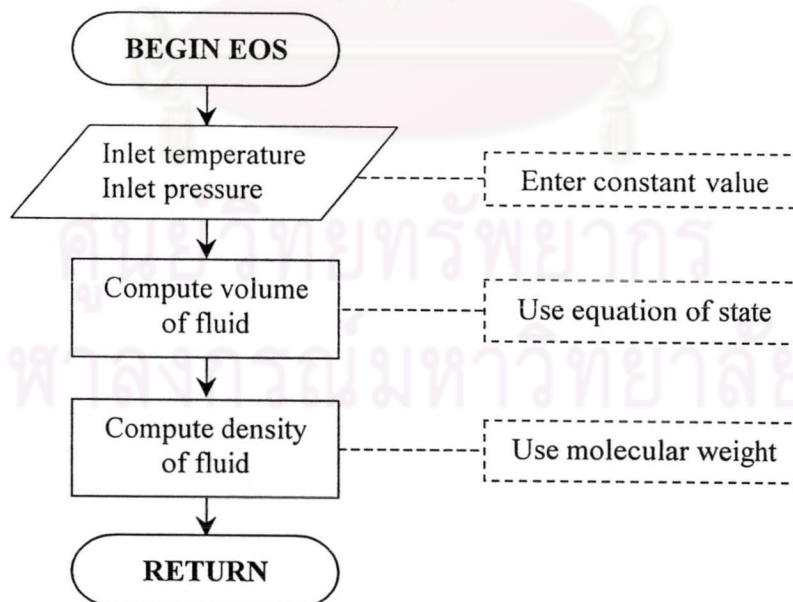 BEGIN EOS
Inlet temperature
Inlet pressure
Enter constant value
ศูนย์วิทยทรัพยากร
Compute volume
of fluid
Use equation of state
ฬาลงกรณ์มหาวิทยาลัย
Compute density
of fluid
Use molecular weight
RETURN